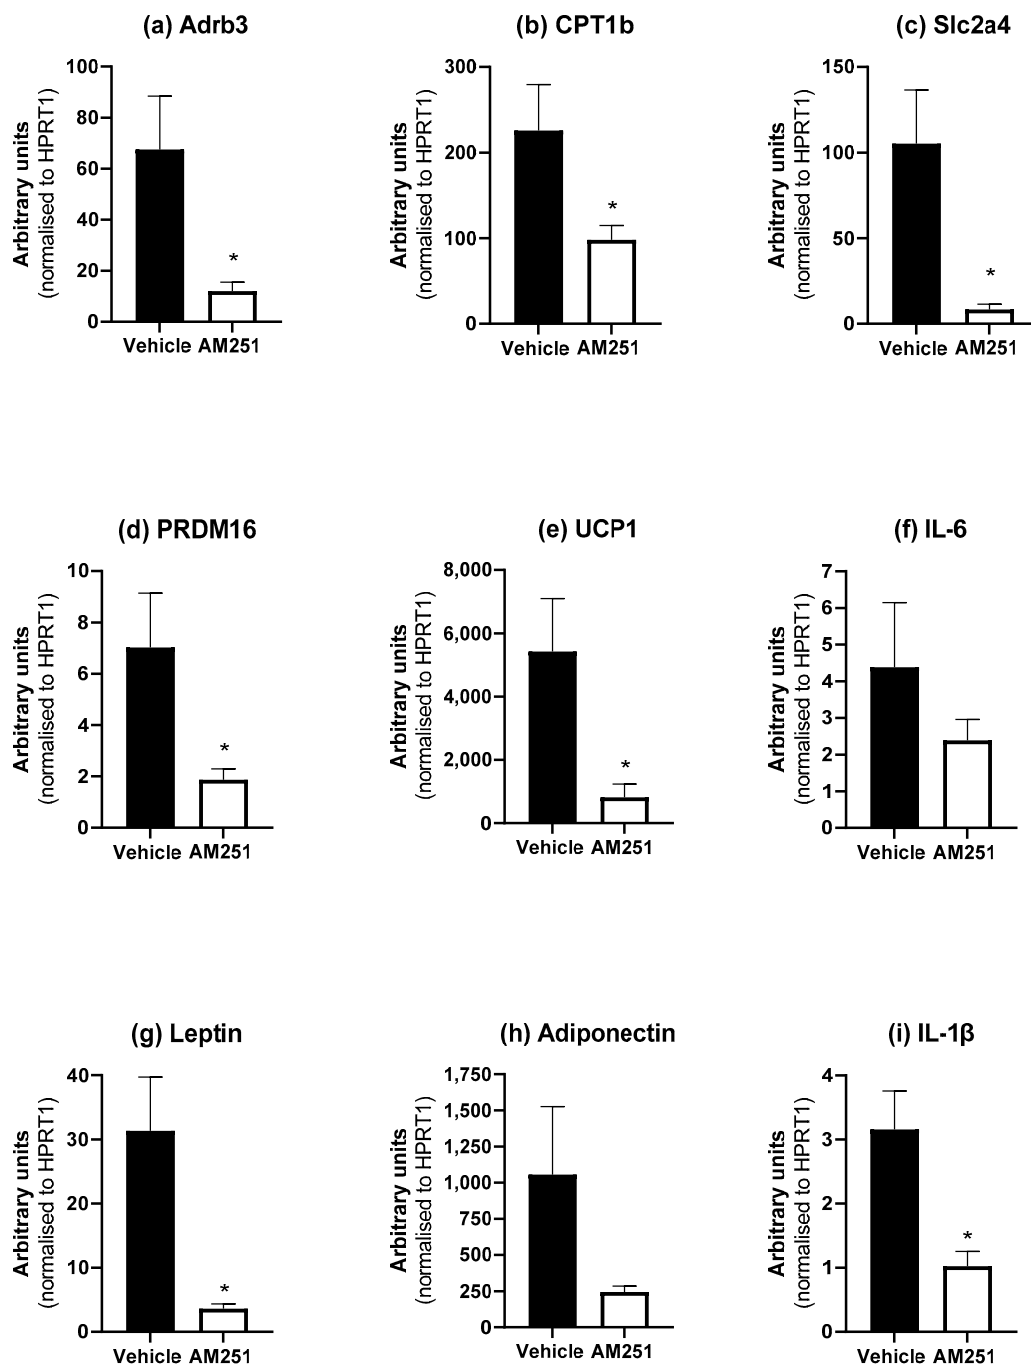 (a) Adrb3
Arbitrary units
(normalised to HPRT1)
100
80
60
40
20
0
*
Vehicle AM251
(b) CPT1b
Arbitrary units
(normalised to HPRT1)
300
200
100
0
*
Vehicle AM251
(c) Slc2a4
Arbitrary units
(normalised to HPRT1)
150
100
50
0
*
Vehicle AM251
(d) PRDM16
Arbitrary units
(normalised to HPRT1)
10
8
6
4
2
0
*
Vehicle AM251
(e) UCP1
Arbitrary units
(normalised to HPRT1)
8,000
6,000
4,000
2,000
0
*
Vehicle AM251
(f) IL-6
Arbitrary units
(normalised to HPRT1)
7
6
5
4
3
2
1
0
Vehicle AM251
(g) Leptin
Arbitrary units
(normalised to HPRT1)
40
30
20
10
0
*
Vehicle AM251
(h) Adiponectin
Arbitrary units
(normalised to HPRT1)
1,750
1,500
1,250
1,000
750
500
250
0
Vehicle AM251
(i) IL-1β
Arbitrary units
(normalised to HPRT1)
4
3
2
1
0
*
Vehicle AM251